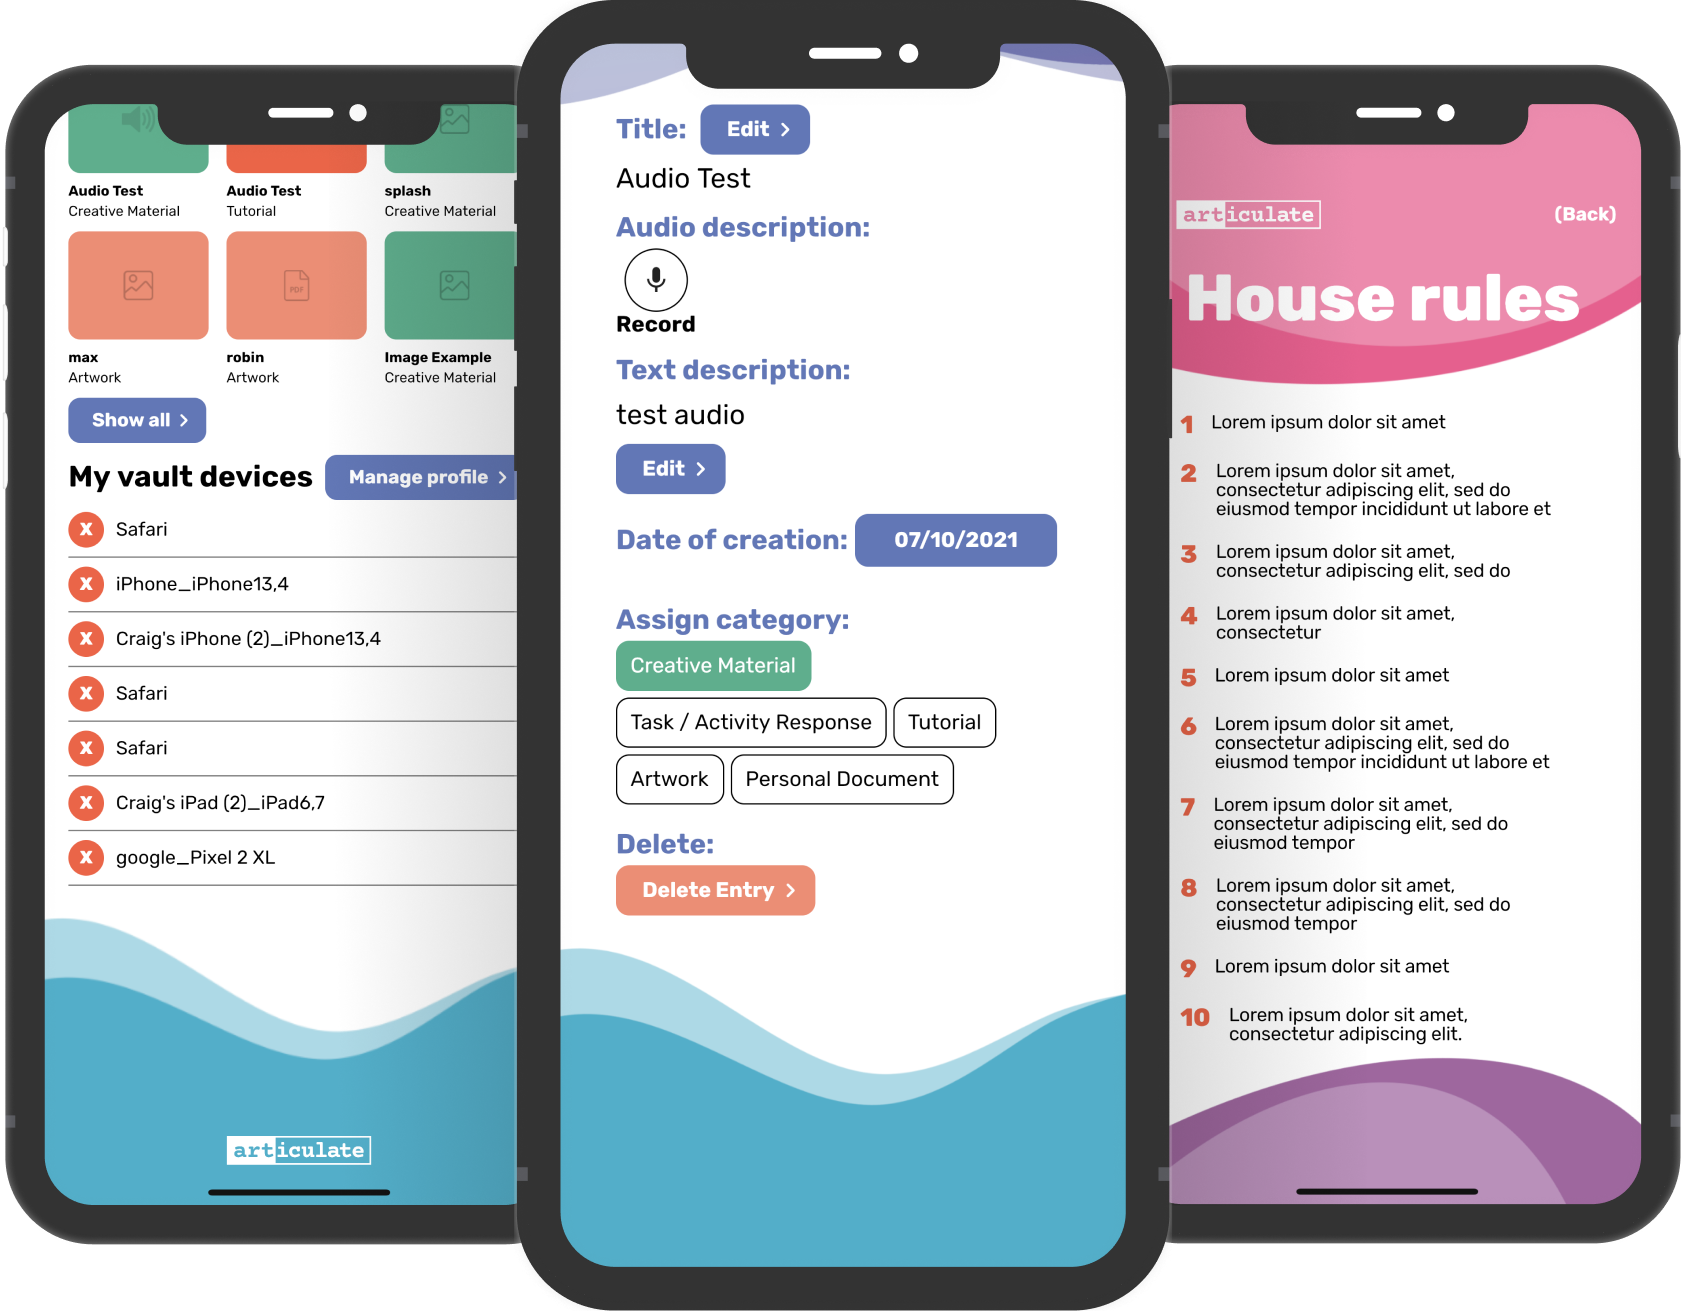 Audio Test
Creative Material
Audio Test
Tutorial
splash
Creative Material
PDF
max
Artwork
robin
Artwork
Image Example
Creative Material
Show all
My vault devices
Manage profile
X Safari
X iPhone_iPhone13,4
X Craig's iPhone (2)_iPhone13,4
X Safari
X Safari
X Craig's iPad (2)_iPad6,7
X google_Pixel 2 XL
articulate
Title: Edit
Audio Test
Audio description:
Record
Text description:
test audio
Edit
Date of creation: 07/10/2021
Assign category:
Creative Material
Task / Activity Response Tutorial
Artwork Personal Document
Delete:
Delete Entry
articulate (Back)
House rules
1 Lorem ipsum dolor sit amet
2 Lorem ipsum dolor sit amet,
consectetur adipiscing elit, sed do
eiusmod tempor incididunt ut labore et
3 Lorem ipsum dolor sit amet,
consectetur adipiscing elit, sed do
4 Lorem ipsum dolor sit amet,
consectetur
5 Lorem ipsum dolor sit amet
6 Lorem ipsum dolor sit amet,
consectetur adipiscing elit, sed do
eiusmod tempor incididunt ut labore et
7 Lorem ipsum dolor sit amet,
consectetur adipiscing elit, sed do
eiusmod tempor
8 Lorem ipsum dolor sit amet,
consectetur adipiscing elit, sed do
eiusmod tempor
9 Lorem ipsum dolor sit amet
10 Lorem ipsum dolor sit amet,
consectetur adipiscing elit.